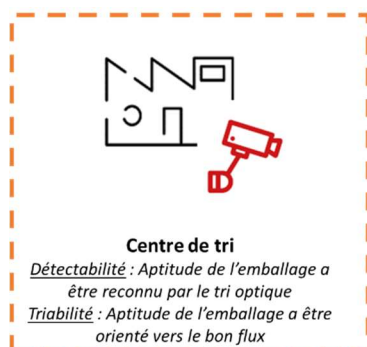 Centre de tri
Détectabilité : Aptitude de l'emballage a
être reconnu par le tri optique
Triabilité : Aptitude de l'emballage a être
orienté vers le bon flux